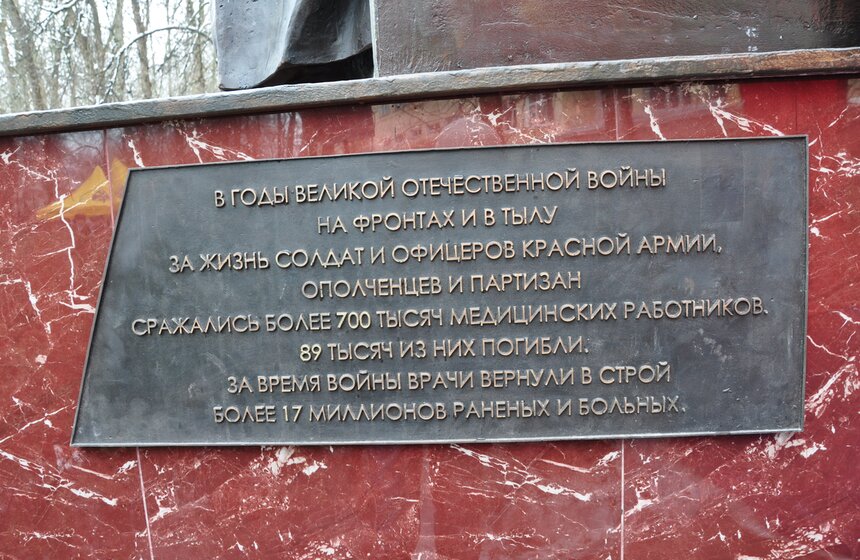 В ГОДЫ ВЕЛИКОЙ ОТЕЧЕСТВЕННОЙ ВОЙНЫ
НА ФРОНТАХ И В ТЫЛУ
ЗА ЖИЗНЬ СОЛДАТ И ОФИЦЕРОВ КРАСНОЙ АРМИИ,
ОПОЛЧЕНЦЕВ И ПАРТИЗАН
СРАЖАЛИСЬ БОЛЕЕ 700 ТЫСЯЧ МЕДИЦИНСКИХ РАБОТНИКОВ.
89 ТЫСЯЧ ИЗ НИХ ПОГИБЛИ.
ЗА ВРЕМЯ ВОЙНЫ ВРАЧИ ВЕРНУЛИ В СТРОЙ
БОЛЕЕ 17 МИЛЛИОНОВ РАНЕНЫХ И БОЛЬНЫХ.